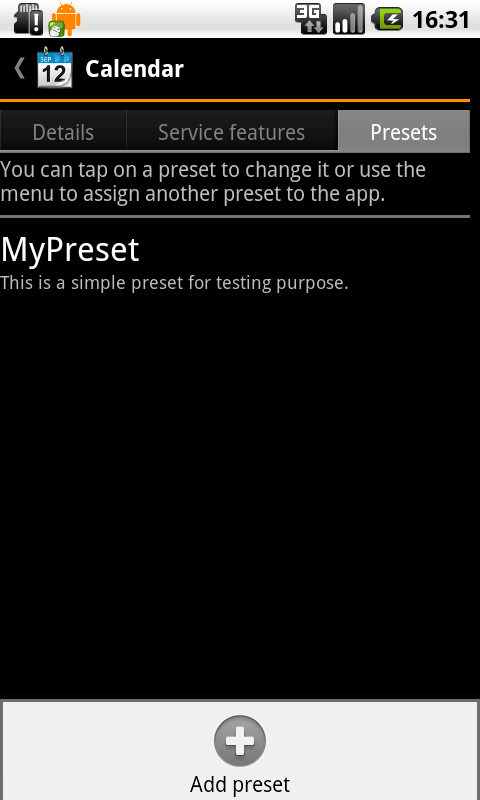 3G 16:31
SEP 12 Calendar
Details Service features Presets
You can tap on a preset to change it or use the
menu to assign another preset to the app.
MyPreset
This is a simple preset for testing purpose.
Add preset